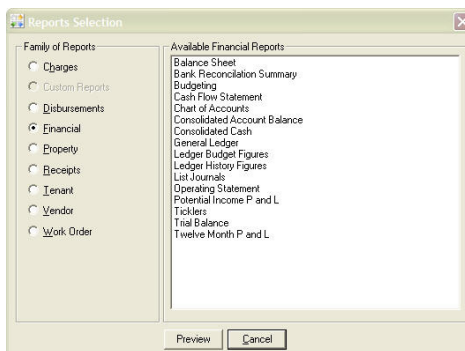 Reports Selection
Family of Reports
Charges
Custom Reports
Disbursements
Financial
Property
Receipts
Tenant
Vendor
Work Order
Available Financial Reports
Balance Sheet
Bank Reconcilation Summary
Budgeting
Cash Flow Statement
Chart of Accounts
Consolidated Account Balance
Consolidated Cash
General Ledger
Ledger Budget Figures
Ledger History Figures
List Journals
Operating Statement
Potential Income P and L
Ticklers
Trial Balance
Twelve Month P and L
Preview
Cancel